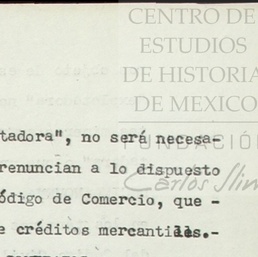 CENTRO DE
ESTUDIOS
DE HISTORIA
DE MEXICO
FUNDACIÓN
Carlos Slim
tadora", no será necesa-
renuncian a lo dispuesto
ódigo de Comercio, que -
e créditos mercantiles.-